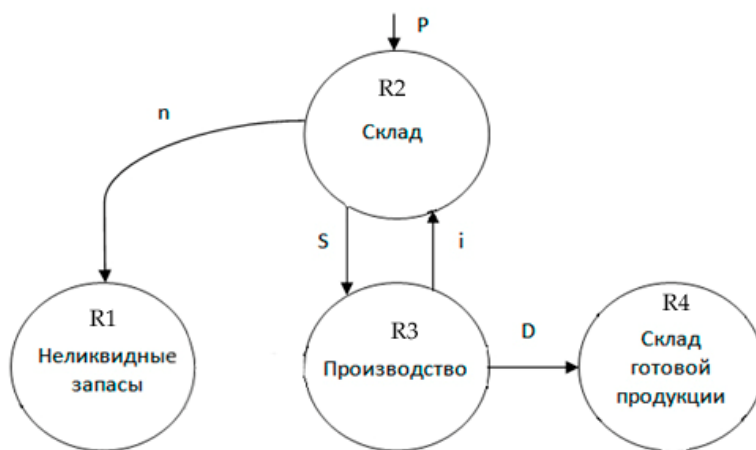 P
R2
Склад
n
S
i
R1
Неликвидные
запасы
R3
Производство
D
R4
Склад
готовой
продукции